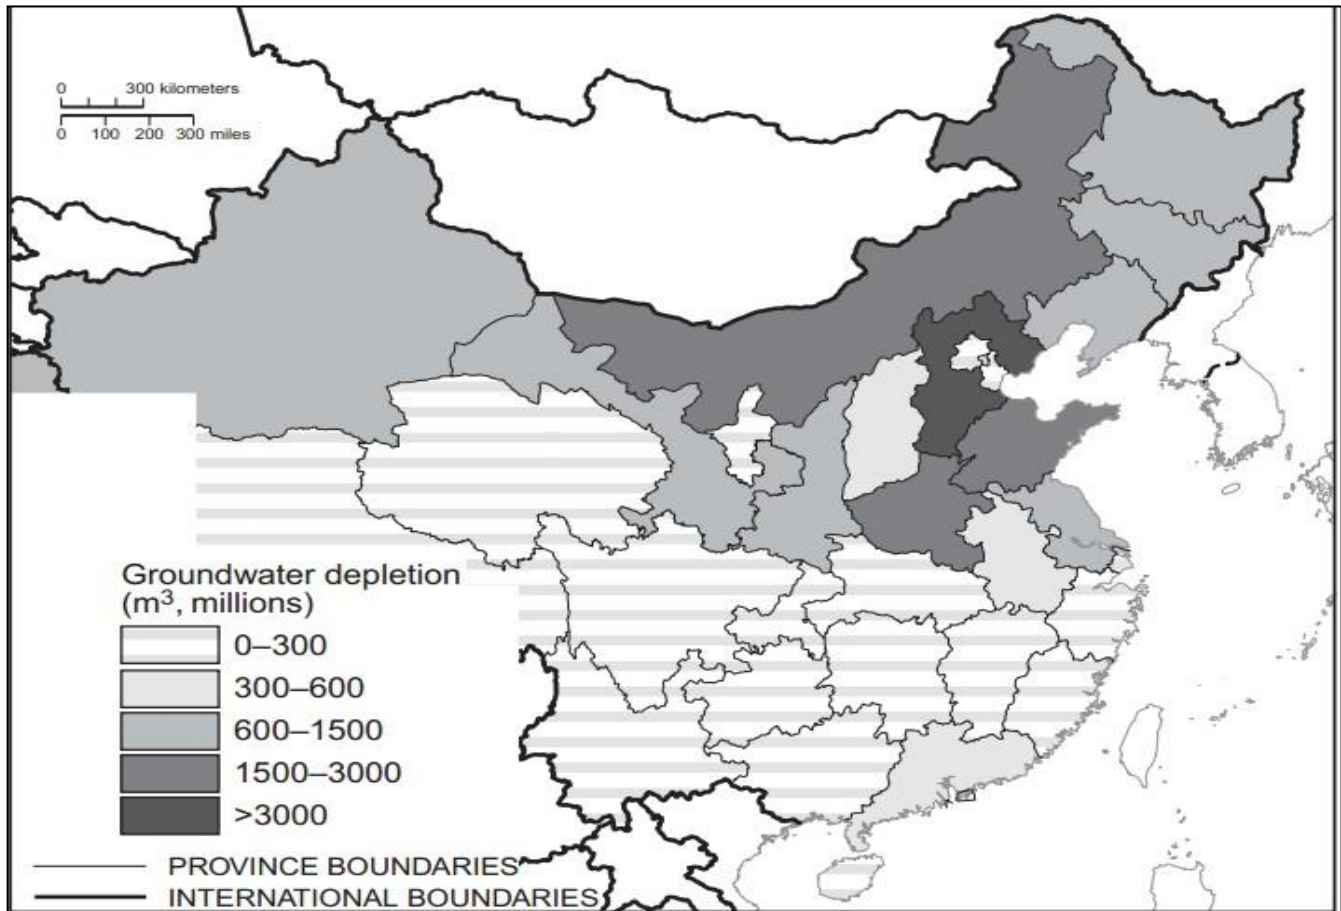 0 300 kilometers
0 100 200 300 miles
Groundwater depletion
(m³, millions)
0–300
300–600
600–1500
1500–3000
>3000
PROVINCE BOUNDARIES
INTERNATIONAL BOUNDARIES